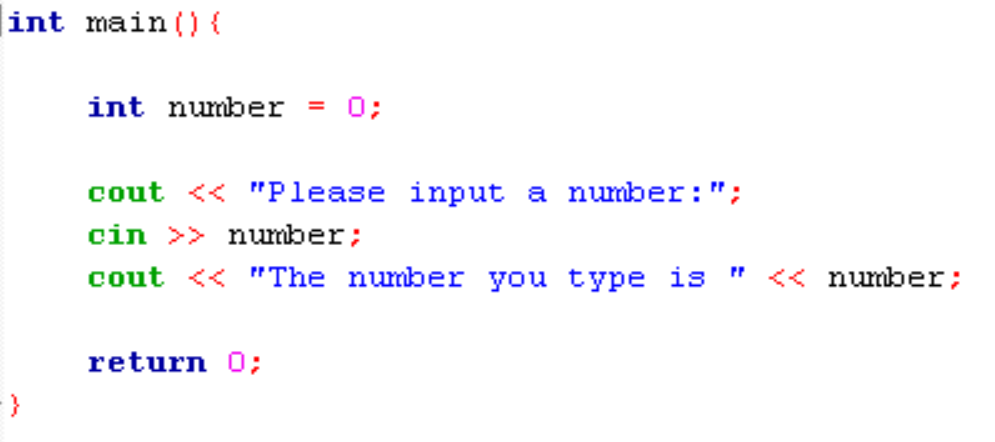 int main(){
int number = 0;
cout << "Please input a number:";
cin >> number;
cout << "The number you type is " << number;
return 0;
}